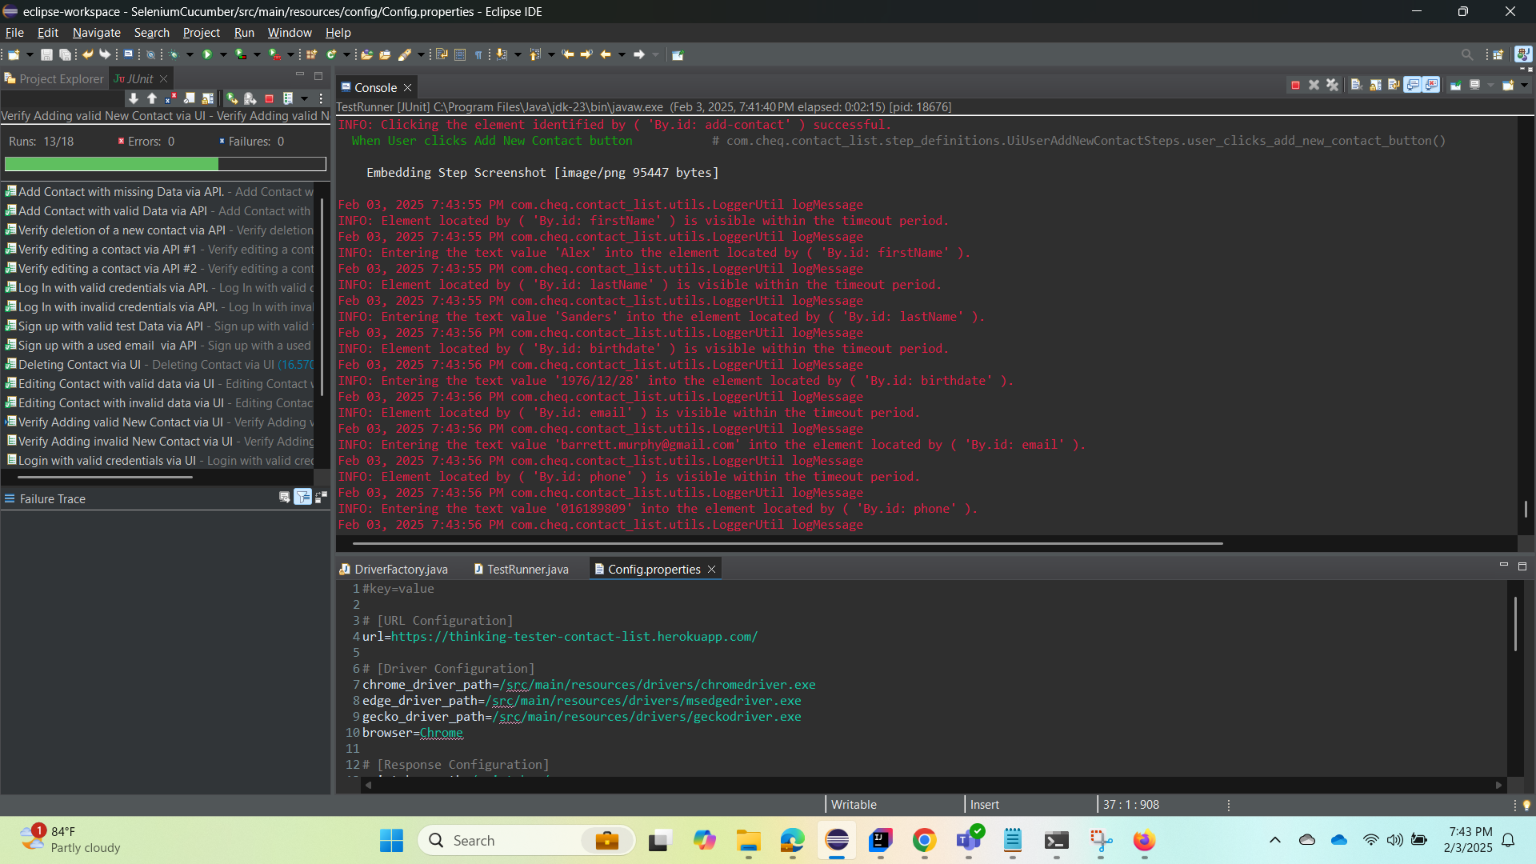 eclipse-workspace - SeleniumCucumber/src/main/resources/config/Config.properties - Eclipse IDE
File Edit Navigate Search Project Run Window Help
Project Explorer
JUnit
Verify Adding valid New Contact via UI - Verify Adding valid N
Runs: 13/18
Errors: 0
Failures: 0
Add Contact with missing Data via API. - Add Contact w
Add Contact with valid Data via API - Add Contact with
Verify deletion of a new contact via API - Verify deletion
Verify editing a contact via API #1 - Verify editing a cont
Verify editing a contact via API #2 - Verify editing a cont
Log In with valid credentials via API. - Log In with valid c
Log In with invalid credentials via API. - Log In with inva
Sign up with valid test Data via API - Sign up with valid
Sign up with a used email  via API - Sign up with a used
Deleting Contact via UI - Deleting Contact via UI (16.570
Editing Contact with valid data via UI - Editing Contact
Editing Contact with invalid data via UI - Editing Contac
Verify Adding valid New Contact via UI - Verify Adding v
Verify Adding invalid New Contact via UI - Verify Adding
Login with valid credentials via UI - Login with valid cre
Failure Trace
Console
TestRunner [JUnit] C:\Program Files\Java\jdk-23\bin\javaw.exe (Feb 3, 2025, 7:41:40 PM elapsed: 0:02:15) [pid: 18676]
INFO: Clicking the element identified by ( 'By.id: add-contact' ) successful.
When User clicks Add New Contact button # com.cheq.contact_list.step_definitions.UiUserAddNewContactSteps.user_clicks_add_new_contact_button()
Embedding Step Screenshot [image/png 95447 bytes]
Feb 03, 2025 7:43:55 PM com.cheq.contact_list.utils.LoggerUtil logMessage
INFO: Element located by ( 'By.id: firstName' ) is visible within the timeout period.
Feb 03, 2025 7:43:55 PM com.cheq.contact_list.utils.LoggerUtil logMessage
INFO: Entering the text value 'Alex' into the element located by ( 'By.id: firstName' ).
Feb 03, 2025 7:43:55 PM com.cheq.contact_list.utils.LoggerUtil logMessage
INFO: Element located by ( 'By.id: lastName' ) is visible within the timeout period.
Feb 03, 2025 7:43:55 PM com.cheq.contact_list.utils.LoggerUtil logMessage
INFO: Entering the text value 'Sanders' into the element located by ( 'By.id: lastName' ).
Feb 03, 2025 7:43:56 PM com.cheq.contact_list.utils.LoggerUtil logMessage
INFO: Element located by ( 'By.id: birthdate' ) is visible within the timeout period.
Feb 03, 2025 7:43:56 PM com.cheq.contact_list.utils.LoggerUtil logMessage
INFO: Entering the text value '1976/12/28' into the element located by ( 'By.id: birthdate' ).
Feb 03, 2025 7:43:56 PM com.cheq.contact_list.utils.LoggerUtil logMessage
INFO: Element located by ( 'By.id: email' ) is visible within the timeout period.
Feb 03, 2025 7:43:56 PM com.cheq.contact_list.utils.LoggerUtil logMessage
INFO: Entering the text value 'barrett.murphy@gmail.com' into the element located by ( 'By.id: email' ).
Feb 03, 2025 7:43:56 PM com.cheq.contact_list.utils.LoggerUtil logMessage
INFO: Element located by ( 'By.id: phone' ) is visible within the timeout period.
Feb 03, 2025 7:43:56 PM com.cheq.contact_list.utils.LoggerUtil logMessage
INFO: Entering the text value '016189809' into the element located by ( 'By.id: phone' ).
Feb 03, 2025 7:43:56 PM com.cheq.contact_list.utils.LoggerUtil logMessage
DriverFactory.java
TestRunner.java
Config.properties
1 #key=value
2
3 # [URL Configuration]
4 url=https://thinking-tester-contact-list.herokuapp.com/
5
6 # [Driver Configuration]
7 chrome_driver_path=/src/main/resources/drivers/chromedriver.exe
8 edge_driver_path=/src/main/resources/drivers/msedgedriver.exe
9 gecko_driver_path=/src/main/resources/drivers/geckodriver.exe
10 browser=Chrome
11
12 # [Response Configuration]
Writable
Insert
37 : 1 : 908
1
84°F
Partly cloudy
Search
7:43 PM
2/3/2025